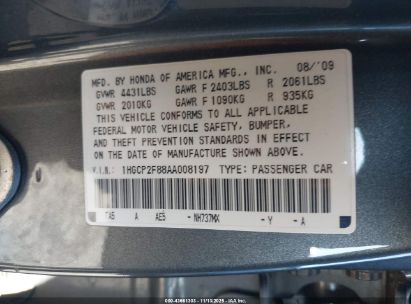 MFD. BY HONDA OF AMERICA MFG., INC. 08/'09
GVWR 4431LBS GAWR F 2403LBS R 2061LBS
GVWR 2010KG GAWR F 1090KG R 935KG
THIS VEHICLE CONFORMS TO ALL APPLICABLE
FEDERAL MOTOR VEHICLE SAFETY, BUMPER,
AND THEFT PREVENTION STANDARDS IN EFFECT
ON THE DATE OF MANUFACTURE SHOWN ABOVE.
V.I.N.: 1HGCP2F88AA008197 TYPE: PASSENGER CAR
TA5 A AE5 - NH737MX - Y - A